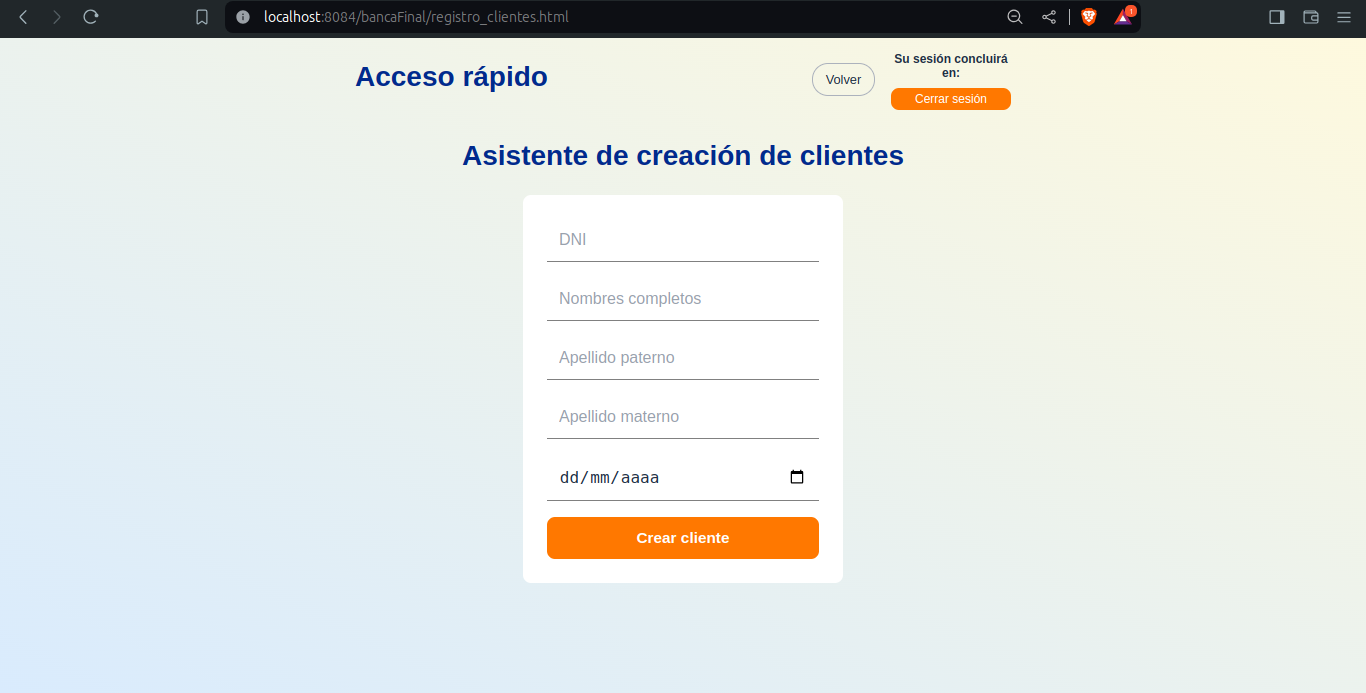 localhost:8084/bancaFinal/registro_clientes.html
1
Acceso rápido
Volver
Su sesión concluirá
en:
Cerrar sesión
Asistente de creación de clientes
DNI
Nombres completos
Apellido paterno
Apellido materno
dd/mm/aaaa
Crear cliente